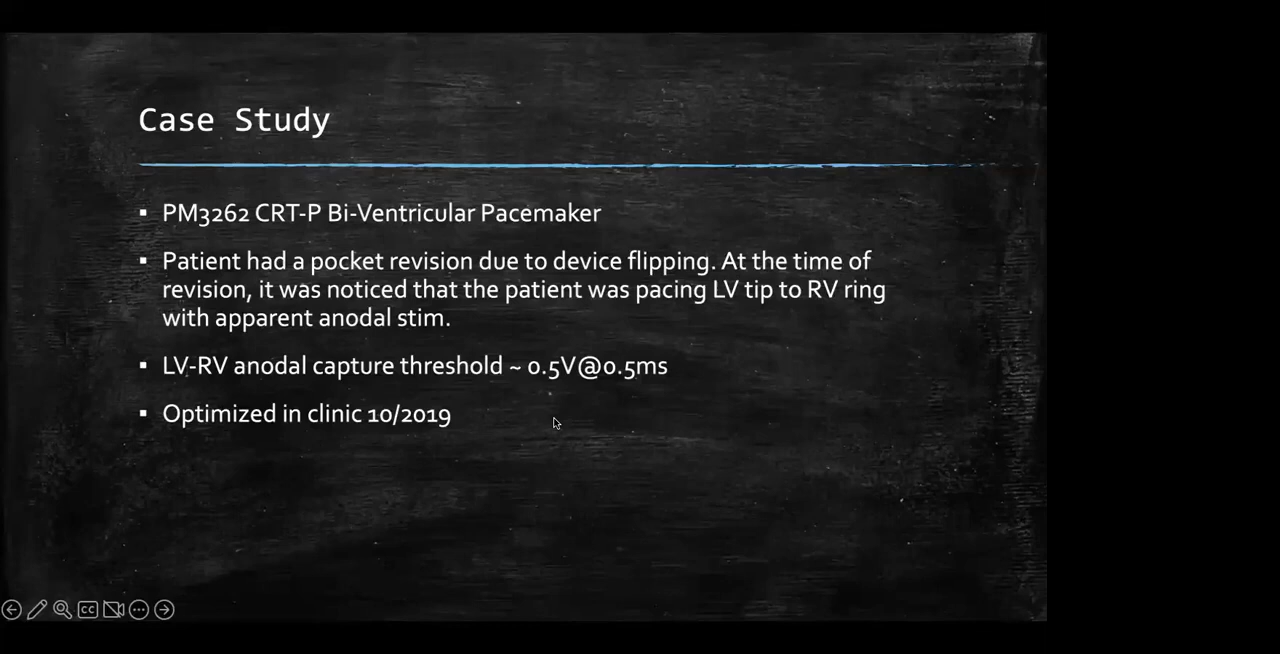 Case Study
▪ PM3262 CRT-P Bi-Ventricular Pacemaker
▪ Patient had a pocket revision due to device flipping. At the time of
revision, it was noticed that the patient was pacing LV tip to RV ring
with apparent anodal stim.
▪ LV-RV anodal capture threshold ~ 0.5V@0.5ms
▪ Optimized in clinic 10/2019
CC